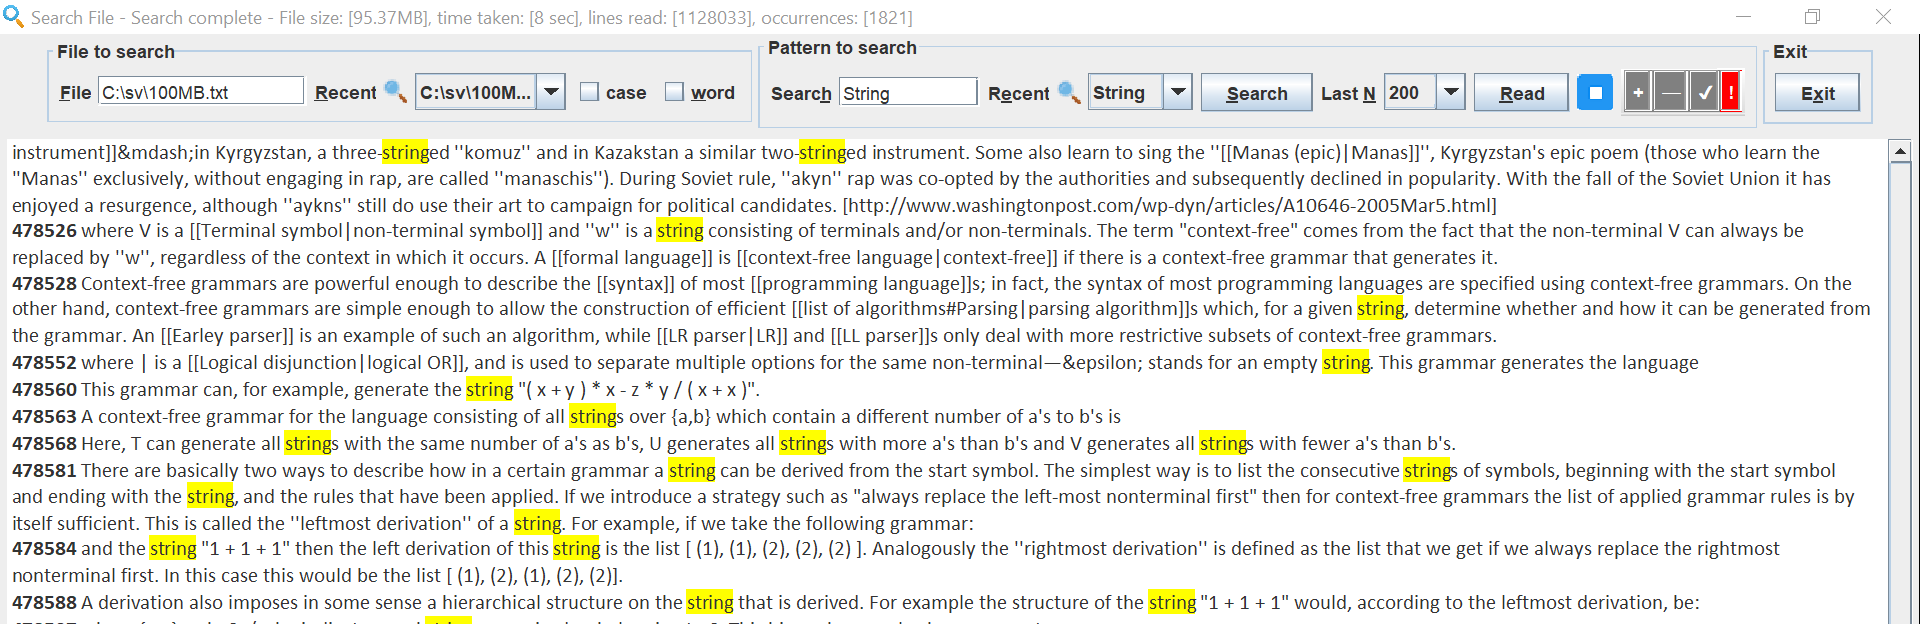 Search File - Search complete - File size: [95.37MB], time taken: [8 sec], lines read: [1128033], occurrences: [1821]
File to search
Pattern to search
Exit
File C:\sv\100MB.txt Recent C:\sv\100M... case word Search String Recent String Search Last N 200 Read + — ✓ ! Exit
instrument]]&mdash;in Kyrgyzstan, a three-stringed ''komuz'' and in Kazakstan a similar two-stringed instrument. Some also learn to sing the ''[[Manas (epic)|Manas]]'', Kyrgyzstan's epic poem (those who learn the
''Manas'' exclusively, without engaging in rap, are called ''manaschis''). During Soviet rule, ''akyn'' rap was co-opted by the authorities and subsequently declined in popularity. With the fall of the Soviet Union it has
enjoyed a resurgence, although ''aykns'' still do use their art to campaign for political candidates. [http://www.washingtonpost.com/wp-dyn/articles/A10646-2005Mar5.html]
478526 where V is a [[Terminal symbol|non-terminal symbol]] and ''w'' is a string consisting of terminals and/or non-terminals. The term "context-free" comes from the fact that the non-terminal V can always be
replaced by ''w'', regardless of the context in which it occurs. A [[formal language]] is [[context-free language|context-free]] if there is a context-free grammar that generates it.
478528 Context-free grammars are powerful enough to describe the [[syntax]] of most [[programming language]]s; in fact, the syntax of most programming languages are specified using context-free grammars. On the
other hand, context-free grammars are simple enough to allow the construction of efficient [[list of algorithms#Parsing|parsing algorithm]]s which, for a given string, determine whether and how it can be generated from
the grammar. An [[Earley parser]] is an example of such an algorithm, while [[LR parser|LR]] and [[LL parser]]s only deal with more restrictive subsets of context-free grammars.
478552 where | is a [[Logical disjunction|logical OR]], and is used to separate multiple options for the same non-terminal—&epsilon; stands for an empty string. This grammar generates the language
478560 This grammar can, for example, generate the string "( x + y ) * x - z * y / ( x + x )".
478563 A context-free grammar for the language consisting of all strings over {a,b} which contain a different number of a's to b's is
478568 Here, T can generate all strings with the same number of a's as b's, U generates all strings with more a's than b's and V generates all strings with fewer a's than b's.
478581 There are basically two ways to describe how in a certain grammar a string can be derived from the start symbol. The simplest way is to list the consecutive strings of symbols, beginning with the start symbol
and ending with the string, and the rules that have been applied. If we introduce a strategy such as "always replace the left-most nonterminal first" then for context-free grammars the list of applied grammar rules is by
itself sufficient. This is called the ''leftmost derivation'' of a string. For example, if we take the following grammar:
478584 and the string "1 + 1 + 1" then the left derivation of this string is the list [ (1), (1), (2), (2), (2) ]. Analogously the ''rightmost derivation'' is defined as the list that we get if we always replace the rightmost
nonterminal first. In this case this would be the list [ (1), (2), (1), (2), (2)].
478588 A derivation also imposes in some sense a hierarchical structure on the string that is derived. For example the structure of the string "1 + 1 + 1" would, according to the leftmost derivation, be: